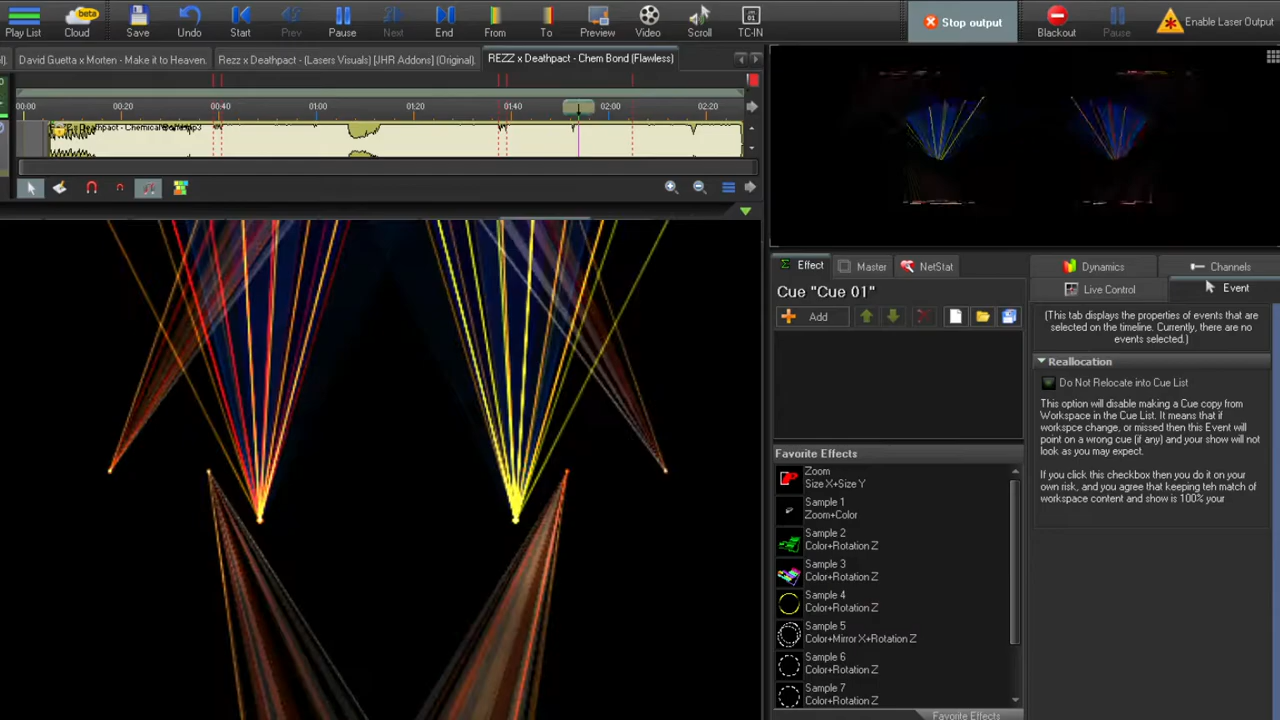 beta
Play List
Cloud
Save
Undo
Start
Prev
Pause
Next
End
From
To
Preview
Video
Scroll
01
TC-IN
Stop output
Blackout
Pause
Enable Laser Output
David Guetta x Morten - Make it to Heaven.
Rezz x Deathpact - (Lasers Visuals) [JHR Addons] (Original).
REZZ x Deathpact - Chem Bond (Flawless)
00:00
00:20
00:40
01:00
01:20
01:40
02:00
02:20
Effect
Master
NetStat
Dynamics
Channels
Live Control
Event
Cue "Cue 01"
Add
(This tab displays the properties of events that are
selected on the timeline. Currently, there are no
events selected.)
Reallocation
Do Not Relocate into Cue List
This option will disable making a Cue copy from
Workspace in the Cue List. It means that if
workspce change, or missed then this Event will
point on a wrong cue (if any) and your show will not
look as you may expect.
If you click this checkbox then you do it on your
own risk, and you agree that keeping teh match of
workspace content and show is 100% your
Favorite Effects
Zoom
Size X+Size Y
Sample 1
Zoom+Color
Sample 2
Color+Rotation Z
Sample 3
Color+Rotation Z
Sample 4
Color+Rotation Z
Sample 5
Color+Mirror X+Rotation Z
Sample 6
Color+Rotation Z
Sample 7
Color+Rotation Z
Favorite Effects